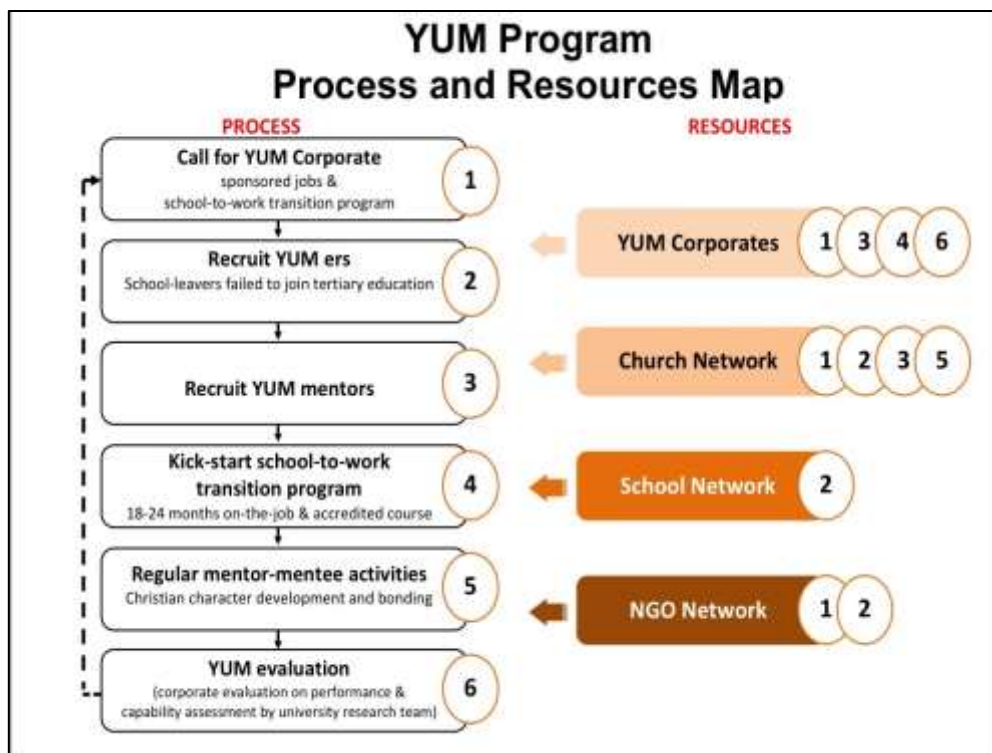 YUM Program
Process and Resources Map
PROCESS
Call for YUM Corporate
sponsored jobs &
school-to-work transition program
1
Recruit YUM ers
School-leavers failed to join tertiary education
2
Recruit YUM mentors
3
Kick-start school-to-work
transition program
18-24 months on-the-job & accredited course
4
Regular mentor-mentee activities
Christian character development and bonding
5
YUM evaluation
(corporate evaluation on performance &
capability assessment by university research team)
6
RESOURCES
YUM Corporates 1 3 4 6
Church Network 1 2 3 5
School Network 2
NGO Network 1 2